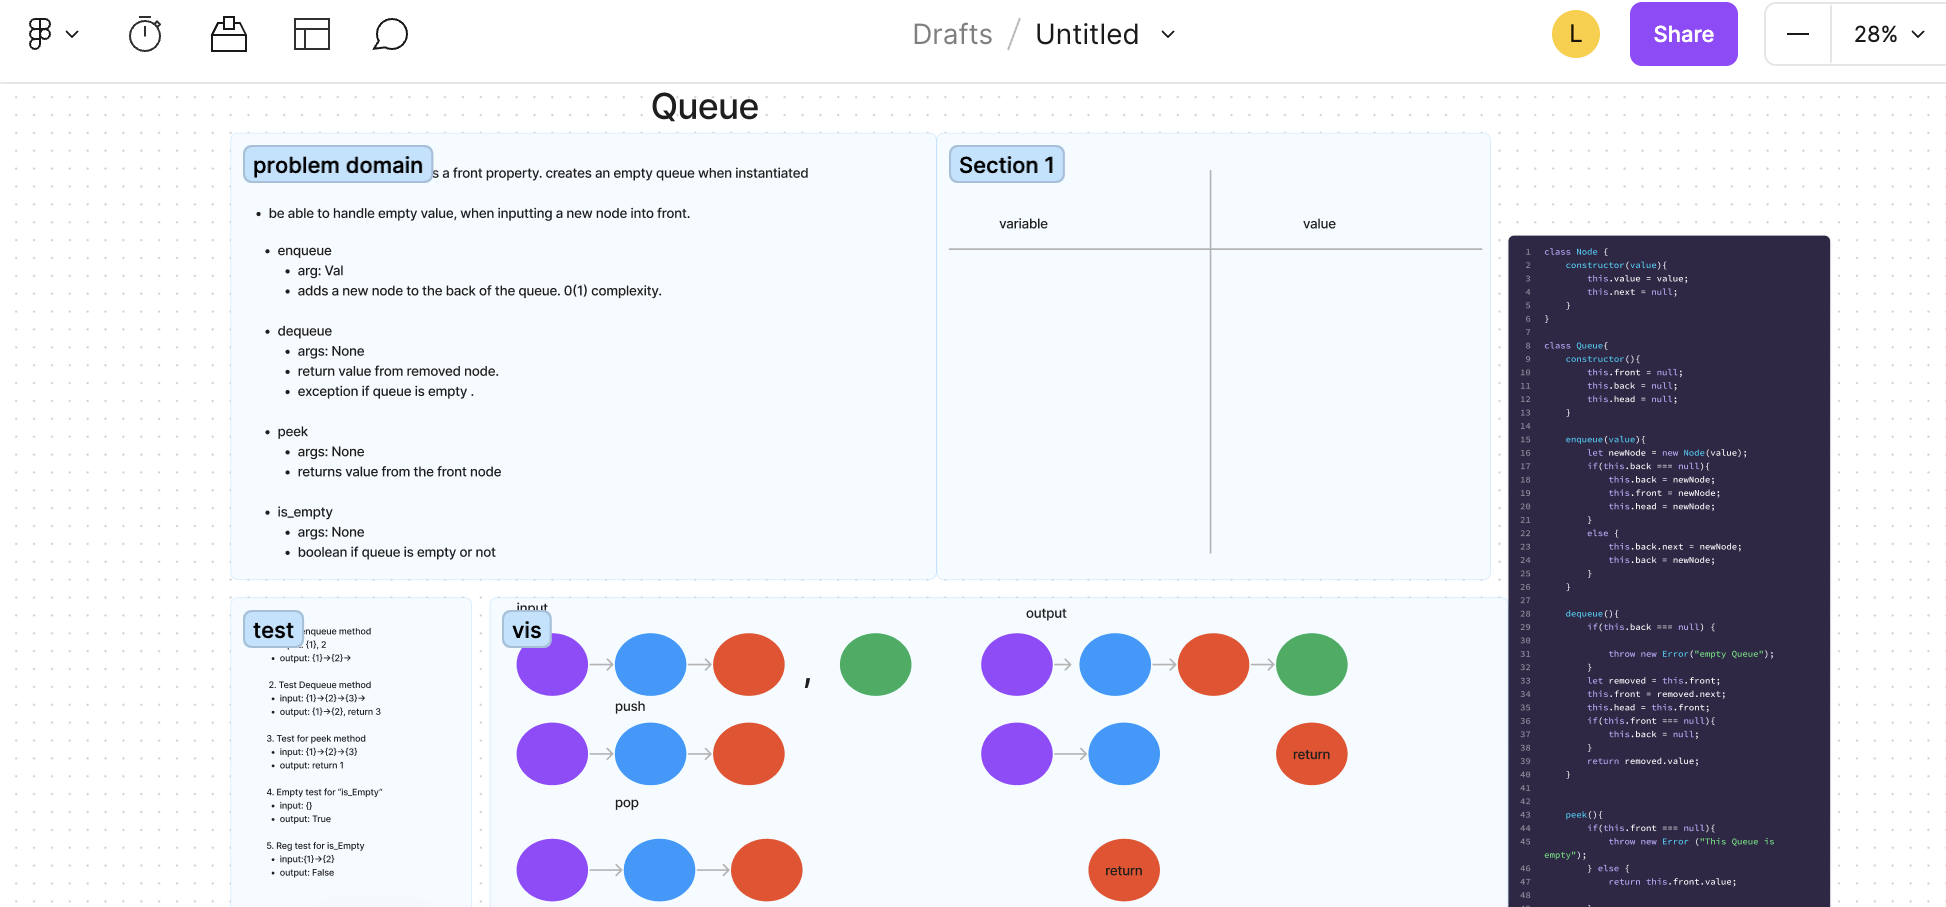 Drafts / Untitled
L
Share
28%
Queue
problem domain
s a front property. creates an empty queue when instantiated
• be able to handle empty value, when inputting a new node into front.
• enqueue
• arg: Val
• adds a new node to the back of the queue. 0(1) complexity.
• dequeue
• args: None
• return value from removed node.
• exception if queue is empty .
• peek
• args: None
• returns value from the front node
• is_empty
• args: None
• boolean if queue is empty or not
Section 1
variable
value
test
enqueue method
{1}, 2
• output: {1}->{2}->
2. Test Dequeue method
• input: {1}->{2}->{3}->
• output: {1}->{2}, return 3
3. Test for peek method
• input: {1}->{2}->{3}
• output: return 1
4. Empty test for "is_Empty"
• input: {}
• output: True
5. Reg test for is_Empty
• input:{1}->{2}
• output: False
input
vis
output
,
push
return
pop
return
1 class Node {
2 constructor(value){
3 this.value = value;
4 this.next = null;
5 }
6 }
7
8 class Queue{
9 constructor(){
10 this.front = null;
11 this.back = null;
12 this.head = null;
13 }
14
15 enqueue(value){
16 let newNode = new Node(value);
17 if(this.back === null){
18 this.back = newNode;
19 this.front = newNode;
20 this.head = newNode;
21 }
22 else {
23 this.back.next = newNode;
24 this.back = newNode;
25 }
26 }
27
28 dequeue(){
29 if(this.back === null) {
30
31 throw new Error("empty Queue");
32 }
33 let removed = this.front;
34 this.front = removed.next;
35 this.head = this.front;
36 if(this.front === null){
37 this.back = null;
38 }
39 return removed.value;
40 }
41
42
43 peek(){
44 if(this.front === null){
45 throw new Error ("This Queue is
empty");
46 } else {
47 return this.front.value;
48